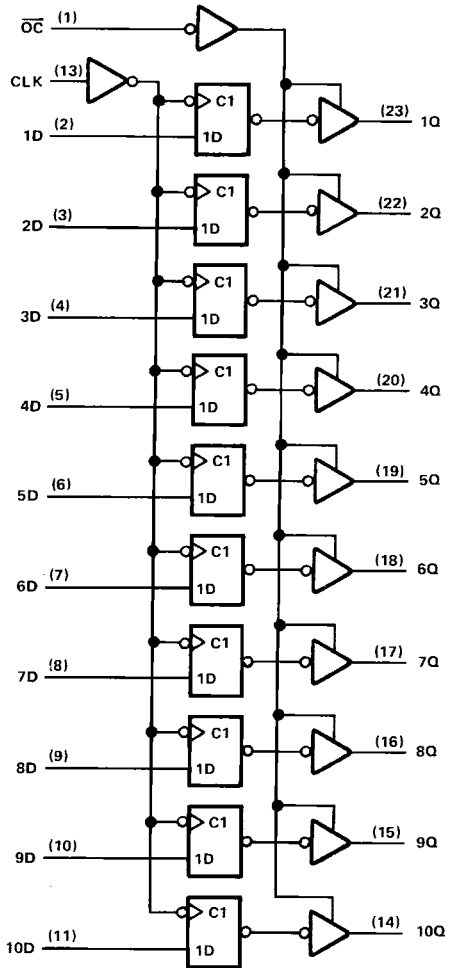 OC (1)
CLK (13)
C1
1D (2) 1D (23) 1Q
C1
2D (3) 1D (22) 2Q
C1
3D (4) 1D (21) 3Q
C1
4D (5) 1D (20) 4Q
C1
5D (6) 1D (19) 5Q
C1
6D (7) 1D (18) 6Q
C1
7D (8) 1D (17) 7Q
C1
8D (9) 1D (16) 8Q
C1
9D (10) 1D (15) 9Q
C1
10D (11) 1D (14) 10Q